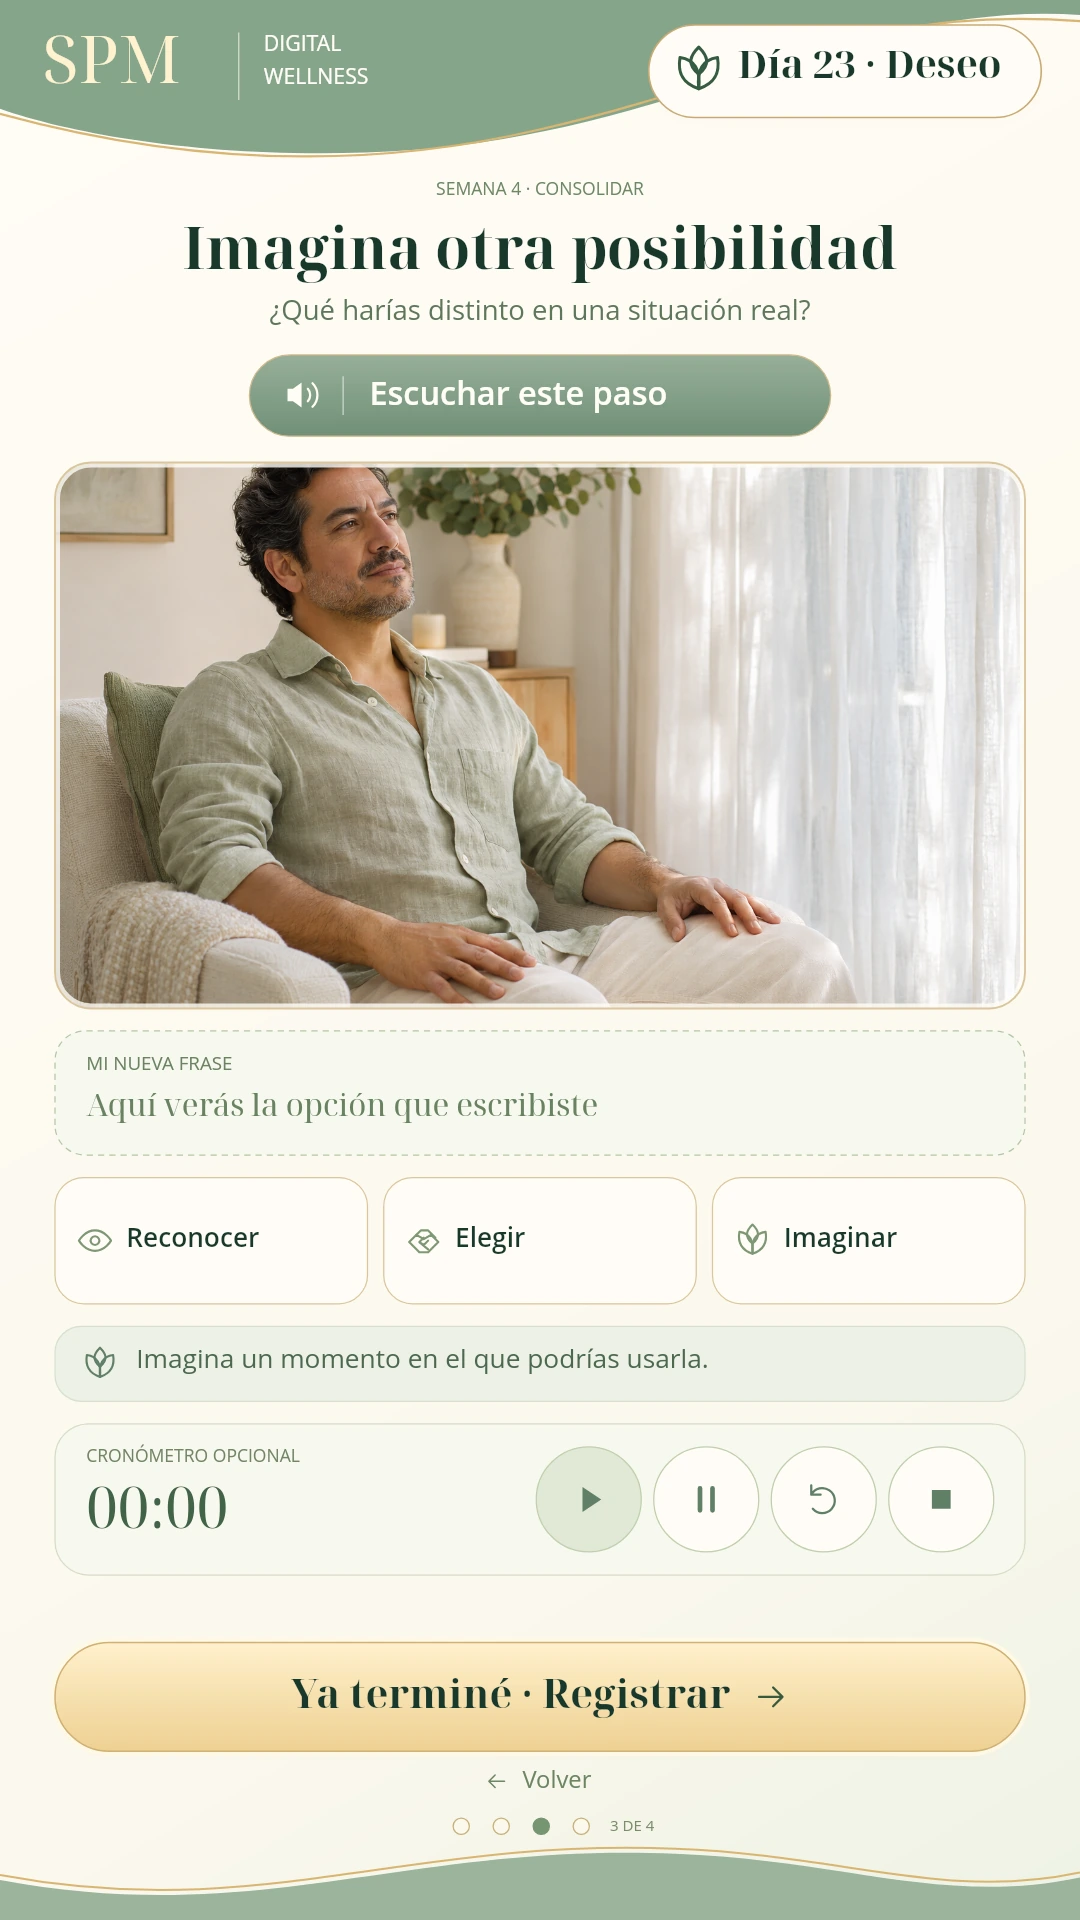 SPM
DIGITAL
WELLNESS
Día 23 · Deseo
SEMANA 4 · CONSOLIDAR
Imagina otra posibilidad
¿Qué harías distinto en una situación real?
Escuchar este paso
MI NUEVA FRASE
Aquí verás la opción que escribiste
Reconocer
Elegir
Imaginar
Imagina un momento en el que podrías usarla.
CRONÓMETRO OPCIONAL
00:00
Ya terminé · Registrar →
← Volver
3 DE 4